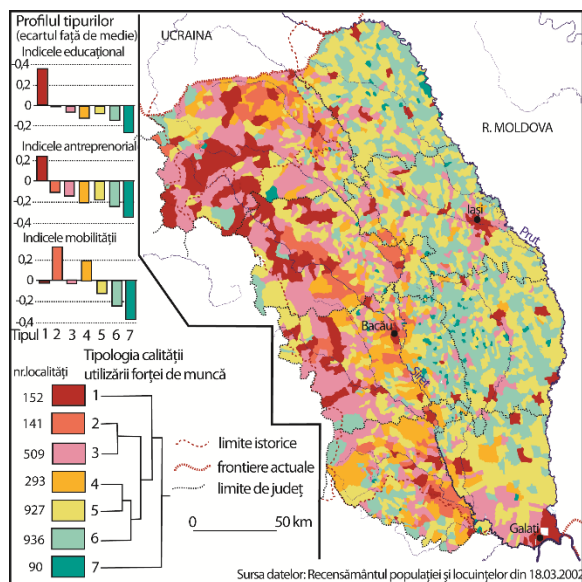 Profilul tipurilor
(ecartul față de medie)
Indicele educațional
-0,4
0,2
0
-0,2
Indicele antreprenorial
0,2
0
-0,2
-0,4
Indicele mobilității
0,2
0
-0,2
-0,4
Tipul 1 2 3 4 5 6 7
Tipologia calității
utilizării forței de muncă
nr.localități
152 1
141 2
509 3
293 4
927 5
936 6
90 7
limite istorice
frontiere actuale
limite de județ
0 50 km
UCRAINA
R. MOLDOVA
Iași
Prut
Bacău
Siret
Galați
Sursa datelor: Recensământul populației și locuințelor din 18.03.2002